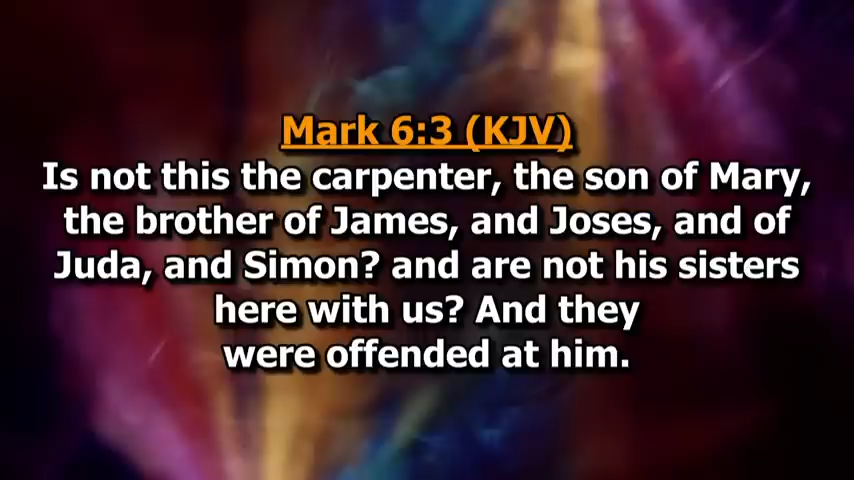 Mark 6:3 (KJV)
Is not this the carpenter, the son of Mary,
the brother of James, and Joses, and of
Juda, and Simon? and are not his sisters
here with us? And they
were offended at him.